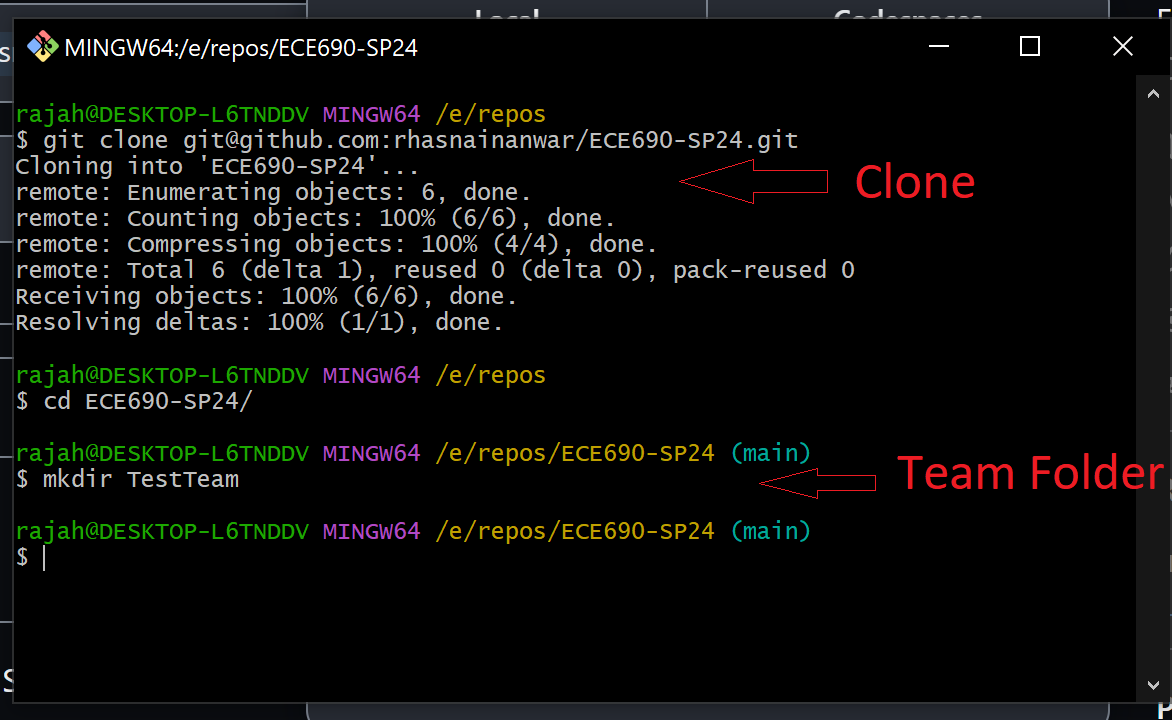 Local Codespaces
MINGW64:/e/repos/ECE690-SP24
rajah@DESKTOP-L6TNDDV MINGW64 /e/repos
$ git clone git@github.com:rhasnainanwar/ECE690-SP24.git
Cloning into 'ECE690-SP24'...
remote: Enumerating objects: 6, done.
Clone
remote: Counting objects: 100% (6/6), done.
remote: Compressing objects: 100% (4/4), done.
remote: Total 6 (delta 1), reused 0 (delta 0), pack-reused 0
Receiving objects: 100% (6/6), done.
Resolving deltas: 100% (1/1), done.
rajah@DESKTOP-L6TNDDV MINGW64 /e/repos
$ cd ECE690-SP24/
rajah@DESKTOP-L6TNDDV MINGW64 /e/repos/ECE690-SP24 (main)
$ mkdir TestTeam
Team Folder
rajah@DESKTOP-L6TNDDV MINGW64 /e/repos/ECE690-SP24 (main)
$